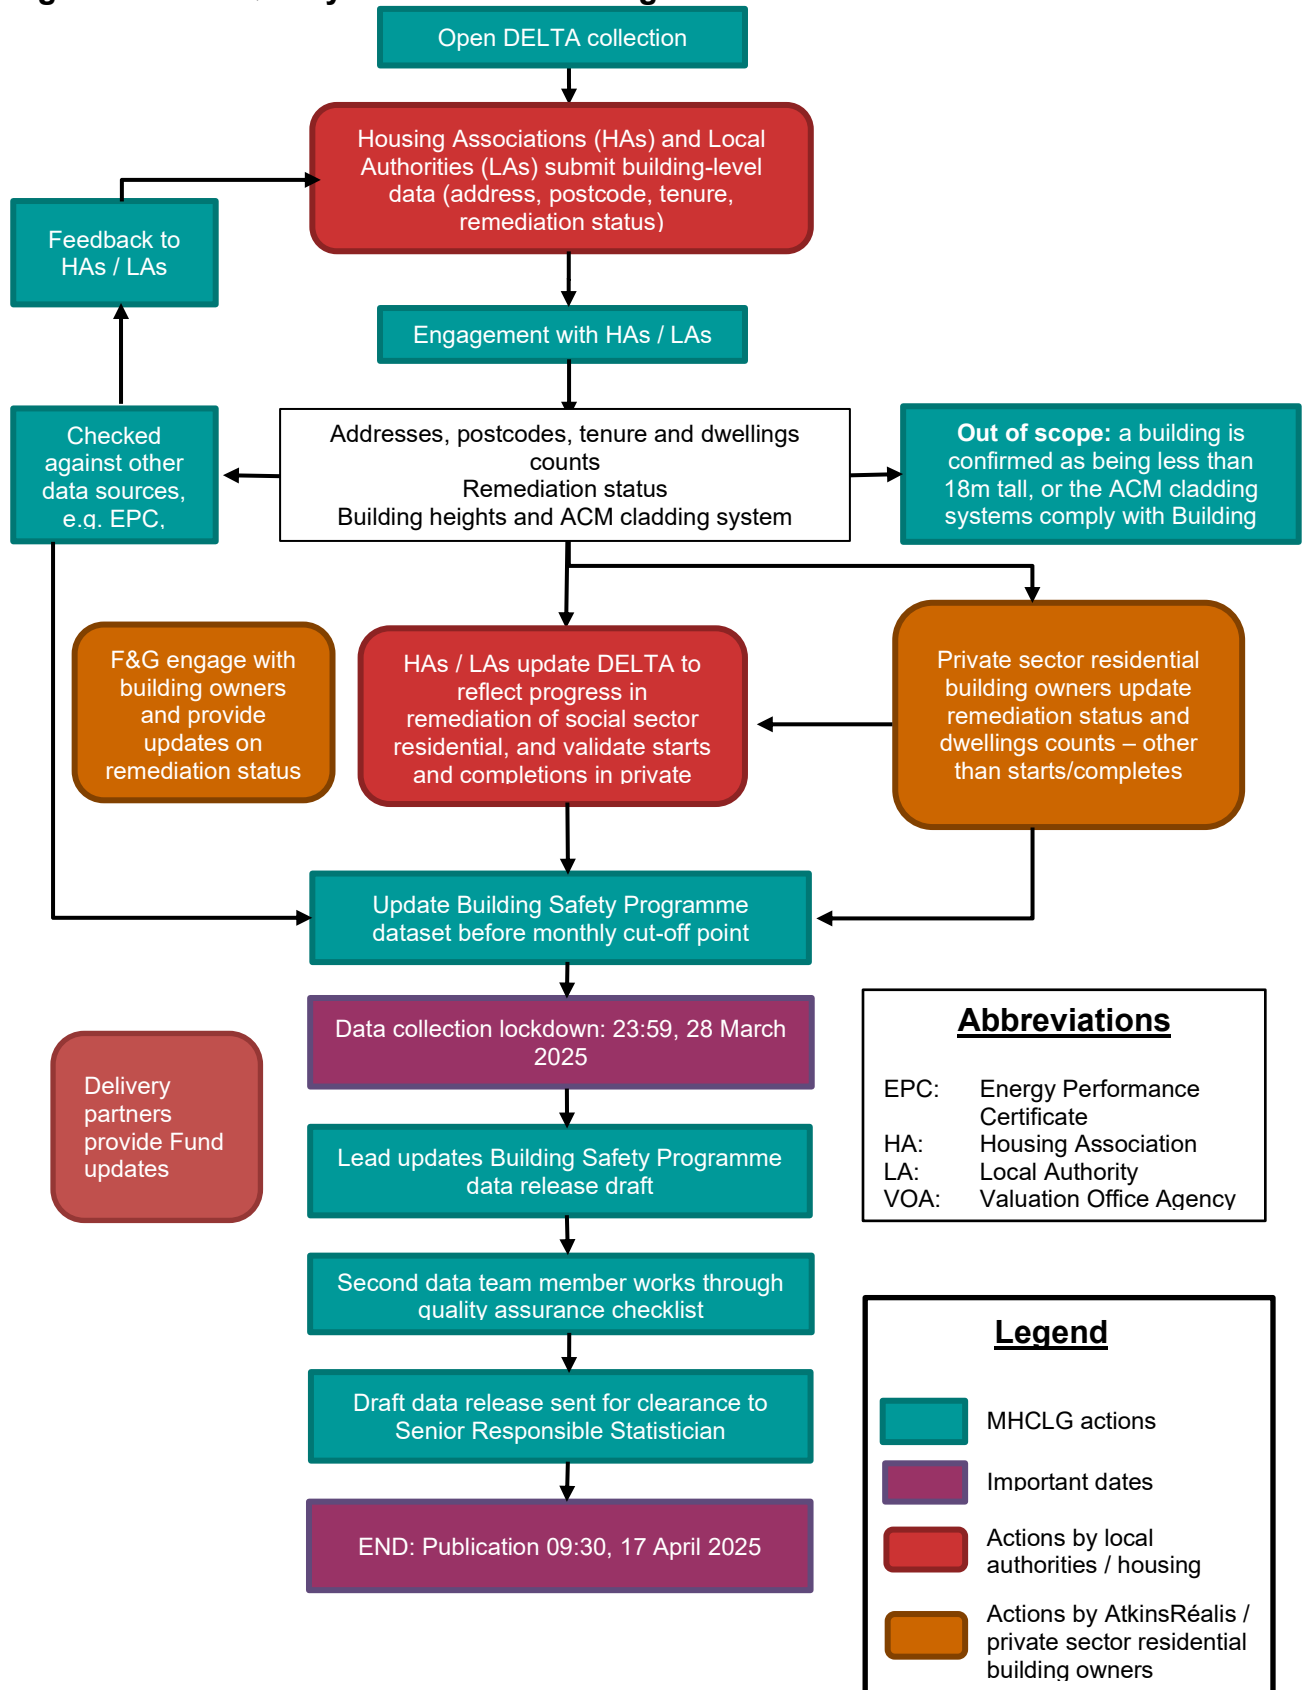 Open DELTA collection
Housing Associations (HAs) and Local
Authorities (LAs) submit building-level
data (address, postcode, tenure,
remediation status)
Feedback to
HAs / LAs
Engagement with HAs / LAs
Checked
against other
data sources,
e.g. EPC,
Addresses, postcodes, tenure and dwellings
counts
Remediation status
Building heights and ACM cladding system
Out of scope: a building is
confirmed as being less than
18m tall, or the ACM cladding
systems comply with Building
F&G engage with
building owners
and provide
updates on
remediation status
HAs / LAs update DELTA to
reflect progress in
remediation of social sector
residential, and validate starts
and completions in private
Private sector residential
building owners update
remediation status and
dwellings counts – other
than starts/completes
Update Building Safety Programme
dataset before monthly cut-off point
Data collection lockdown: 23:59, 28 March
2025
Delivery
partners
provide Fund
updates
Lead updates Building Safety Programme
data release draft
Second data team member works through
quality assurance checklist
Draft data release sent for clearance to
Senior Responsible Statistician
END: Publication 09:30, 17 April 2025
Abbreviations
EPC: Energy Performance
Certificate
HA: Housing Association
LA: Local Authority
VOA: Valuation Office Agency
Legend
MHCLG actions
Important dates
Actions by local
authorities / housing
Actions by AtkinsRéalis /
private sector residential
building owners